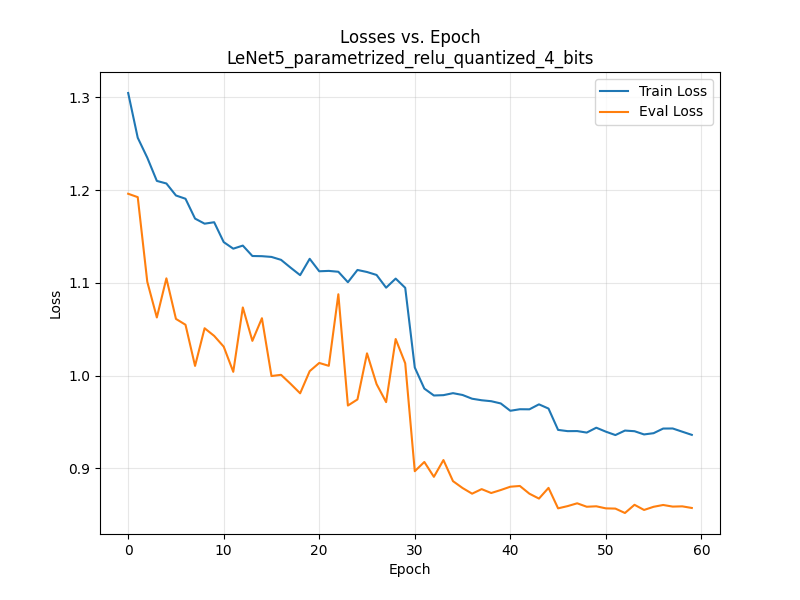 Losses vs. Epoch
LeNet5_parametrized_relu_quantized_4_bits
Train Loss
Eval Loss
1.3
1.2
1.1
1.0
0.9
Loss
0 10 20 30 40 50 60
Epoch